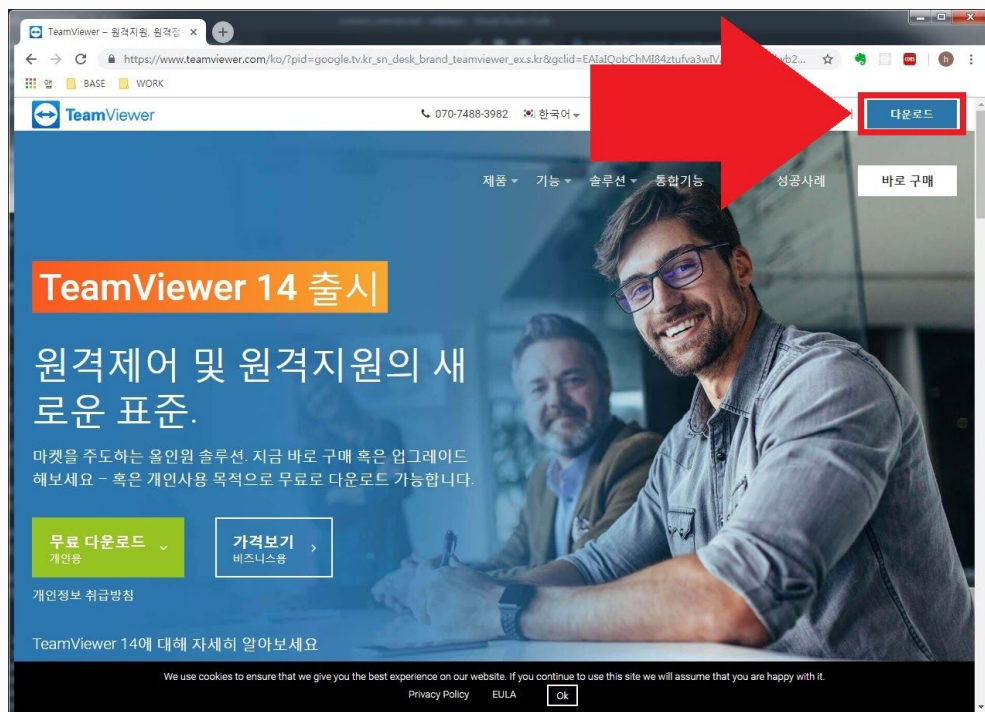 TeamViewer – 원격지원, 원격접
https://www.teamviewer.com/ko/?pid=google.tv.kr_sn_desk_brand_teamviewer_ex.s.kr&gclid=EAIaIQobChMI84ztufva3wIV
앱 BASE WORK
TeamViewer 070-7488-3982 한국어 다운로드
제품 기능 솔루션 통합기능 성공사례 바로 구매
TeamViewer 14 출시
원격제어 및 원격지원의 새
로운 표준.
마켓을 주도하는 올인원 솔루션. 지금 바로 구매 혹은 업그레이드
해보세요 – 혹은 개인사용 목적으로 무료로 다운로드 가능합니다.
무료 다운로드 가격보기
개인용 비즈니스용
개인정보 취급방침
TeamViewer 14에 대해 자세히 알아보세요
We use cookies to ensure that we give you the best experience on our website. If you continue to use this site we will assume that you are happy with it.
Privacy Policy EULA Ok